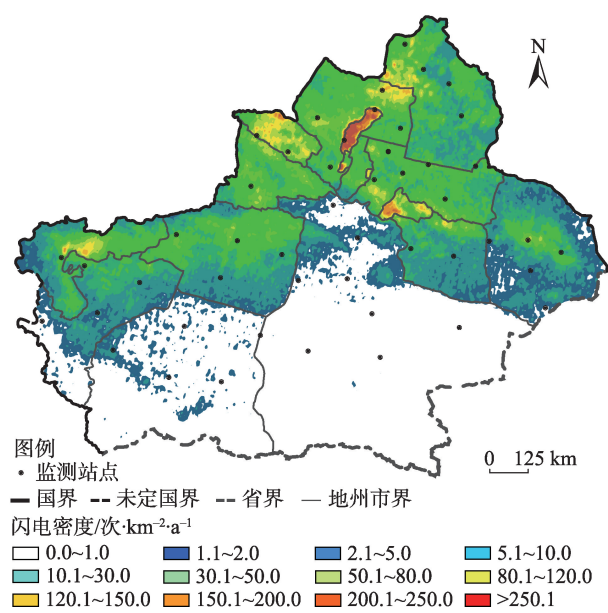 N
图例
• 监测站点
0 125 km
国界 未定国界 省界 地州市界
闪电密度/次·km⁻²·a⁻¹
0.0~1.0 1.1~2.0 2.1~5.0 5.1~10.0
10.1~30.0 30.1~50.0 50.1~80.0 80.1~120.0
120.1~150.0 150.1~200.0 200.1~250.0 >250.1